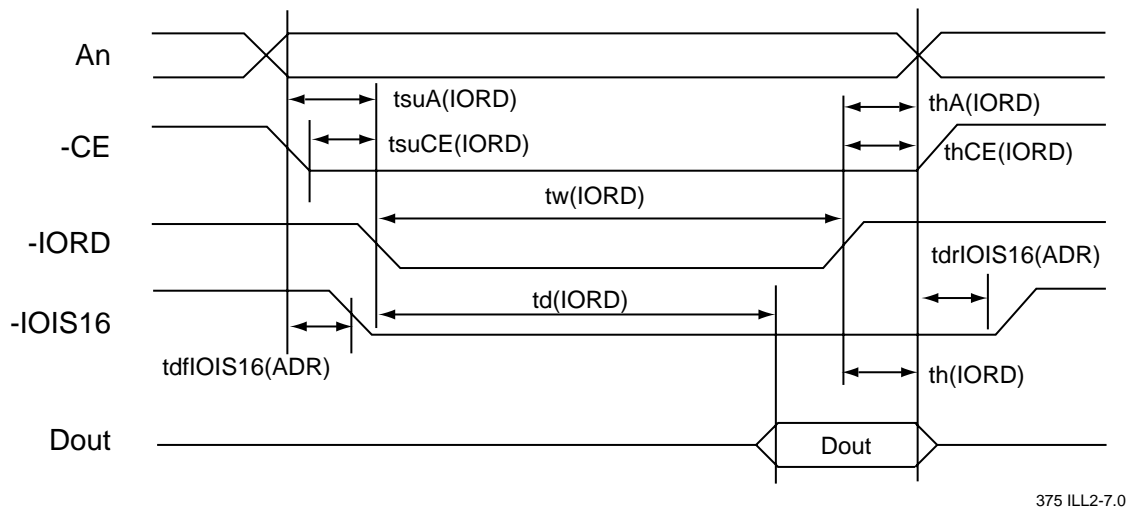 An
tsuA(IORD)
thA(IORD)
-CE
tsuCE(IORD)
thCE(IORD)
tw(IORD)
-IORD
tdrIOIS16(ADR)
td(IORD)
-IOIS16
tdfIOIS16(ADR)
th(IORD)
Dout
Dout
375 ILL2-7.0